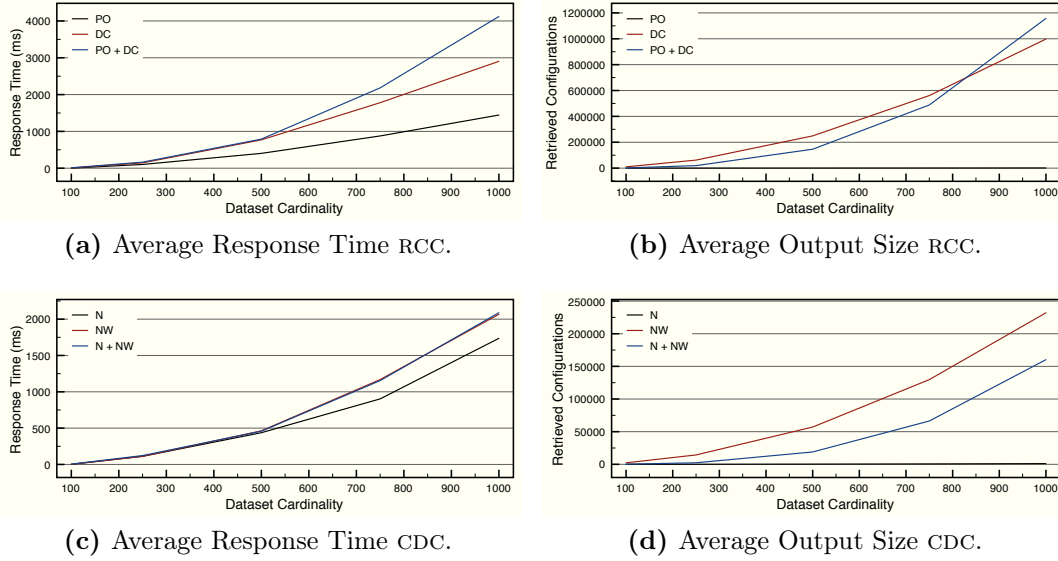 Response Time (ms)
4000
3000
2000
1000
0
PO
DC
PO + DC
100 200 300 400 500 600 700 800 900 1000
Dataset Cardinality
(a) Average Response Time RCC.
Retrieved Configurations
1200000
1000000
800000
600000
400000
200000
0
PO
DC
PO + DC
100 200 300 400 500 600 700 800 900 1000
Dataset Cardinality
(b) Average Output Size RCC.
Response Time (ms)
2000
1500
1000
500
0
N
NW
N + NW
100 200 300 400 500 600 700 800 900 1000
Dataset Cardinality
(c) Average Response Time CDC.
Retrieved Configurations
250000
200000
150000
100000
50000
0
N
NW
N + NW
100 200 300 400 500 600 700 800 900 1000
Dataset Cardinality
(d) Average Output Size CDC.